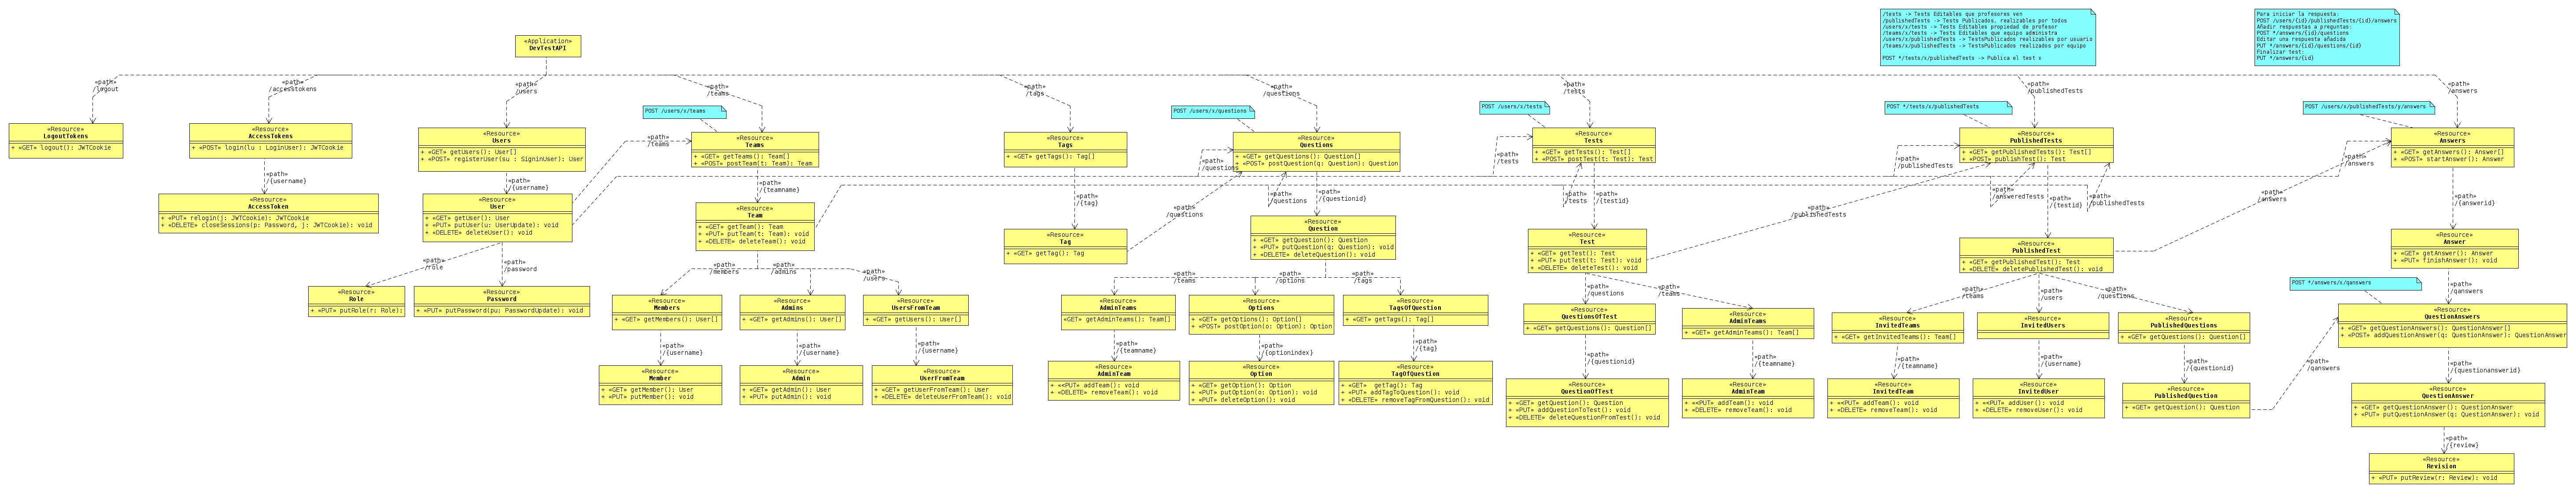 /tests -> Tests Editables que profesores ven
/publishedTests -> Tests Publicados, realizables por todos
/users/x/tests -> Tests Editables propiedad de profesor
/teams/x/tests -> Tests Editables que equipo administra
/users/x/publishedTests -> TestsPublicados realizables por usuario
/teams/x/publishedTests -> TestsPublicados realizados por equipo
POST */tests/x/publishedTests -> Publica el test x
Para iniciar la respuesta:
POST /users/{id}/publishedTests/{id}/answers
Añadir respuestas a preguntas:
POST */answers/{id}/questions
Editar una respuesta añadida
PUT */answers/{id}/questions/{id}
Finalizar test:
PUT */answers/{id}
«Application»
DevTestAPI
«path»
/logout
«path»
/accesstokens
«path»
/users
«path»
/teams
«path»
/tags
«path»
/questions
«path»
/tests
«path»
/publishedTests
«path»
/answers
POST /users/x/teams
POST /users/x/questions
POST /users/x/tests
POST */tests/x/publishedTests
POST /users/x/publishedTests/y/answers
«Resource»
LogoutTokens
+ «GET» logout(): JWTCookie
«Resource»
AccessTokens
+ «POST» login(lu : LoginUser): JWTCookie
«Resource»
Users
+ «GET» getUsers(): User[]
+ «POST» registerUser(su : SigninUser): User
«path»
/teams
«Resource»
Teams
+ «GET» getTeams(): Team[]
+ «POST» postTeam(t: Team): Team
«Resource»
Tags
+ «GET» getTags(): Tag[]
«path»
/questions
«Resource»
Questions
+ «GET» getQuestions(): Question[]
+ «POST» postQuestion(q: Question): Question
«path»
/tests
«Resource»
Tests
+ «GET» getTests(): Test[]
+ «POST» postTest(t: Test): Test
«path»
/publishedTests
«Resource»
PublishedTests
+ «GET» getPublishedTests(): Test[]
+ «POST» publishTest(): Test
«path»
/answers
«Resource»
Answers
+ «GET» getAnswers(): Answer[]
+ «POST» startAnswer(): Answer
«path»
/{username}
«path»
/{username}
«path»
/{teamname}
«path»
/{tag}
«path»
/questions
«path»
/questions
«path»
/{questionid}
«path»
/tests
«path»
/{testid}
«path»
/publishedTests
«path»
/answeredTests
«path»
/{testid}
«path»
/publishedTests
«path»
/answers
«path»
/{answerid}
«Resource»
AccessToken
+ «PUT» relogin(j: JWTCookie): JWTCookie
+ «DELETE» closeSessions(p: Password, j: JWTCookie): void
«Resource»
User
+ «GET» getUser(): User
+ «PUT» putUser(u: UserUpdate): void
+ «DELETE» deleteUser(): void
«Resource»
Team
+ «GET» getTeam(): Team
+ «PUT» putTeam(t: Team): void
+ «DELETE» deleteTeam(): void
«Resource»
Tag
+ «GET» getTag(): Tag
«Resource»
Question
+ «GET» getQuestion(): Question
+ «PUT» putQuestion(q: Question): void
+ «DELETE» deleteQuestion(): void
«Resource»
Test
+ «GET» getTest(): Test
+ «PUT» putTest(t: Test): void
+ «DELETE» deleteTest(): void
«Resource»
PublishedTest
+ «GET» getPublishedTest(): Test
+ «DELETE» deletePublishedTest(): void
«Resource»
Answer
+ «GET» getAnswer(): Answer
+ «PUT» finishAnswer(): void
«path»
/role
«path»
/password
«path»
/members
«path»
/admins
«path»
/users
«path»
/teams
«path»
/options
«path»
/tags
«path»
/questions
«path»
/teams
«path»
/teams
«path»
/users
«path»
/questions
POST */answers/x/qanswers
«path»
/qanswers
«Resource»
Role
+ «PUT» putRole(r: Role):
«Resource»
Password
+ «PUT» putPassword(pu: PasswordUpdate): void
«Resource»
Members
+ «GET» getMembers(): User[]
«Resource»
Admins
+ «GET» getAdmins(): User[]
«Resource»
UsersFromTeam
+ «GET» getUsers(): User[]
«Resource»
AdminTeams
«GET» getAdminTeams(): Team[]
«Resource»
Options
+ «GET» getOptions(): Option[]
+ «POST» postOption(o: Option): Option
«Resource»
TagsOfQuestion
«GET» getTags(): Tag[]
«Resource»
QuestionsOfTest
+ «GET» getQuestions(): Question[]
«Resource»
AdminTeams
+ «GET» getAdminTeams(): Team[]
«Resource»
InvitedTeams
+ «GET» getInvitedTeams(): Team[]
«Resource»
InvitedUsers
«Resource»
PublishedQuestions
+ «GET» getQuestions(): Question[]
«Resource»
QuestionAnswers
+ «GET» getQuestionAnswers(): QuestionAnswer[]
+ «POST» addQuestionAnswer(q: QuestionAnswer): QuestionAnswer
«path»
/{username}
«path»
/{username}
«path»
/{username}
«path»
/{teamname}
«path»
/{optionindex}
«path»
/{tag}
«path»
/{questionid}
«path»
/{teamname}
«path»
/{teamname}
«path»
/{username}
«path»
/{questionid}
«path»
/qanswers
«path»
/{questionanswerid}
«Resource»
Member
+ «GET» getMember(): User
+ «PUT» putMember(): void
«Resource»
Admin
+ «GET» getAdmin(): User
+ «PUT» putAdmin(): void
«Resource»
UserFromTeam
+ «GET» getUserFromTeam(): User
+ «DELETE» deleteUserFromTeam(): void
«Resource»
AdminTeam
+ «<PUT» addTeam(): void
+ «DELETE» removeTeam(): void
«Resource»
Option
+ «GET» getOption(): Option
+ «PUT» putOption(o: Option): void
+ «PUT» deleteOption(): void
«Resource»
TagOfQuestion
+ «GET»  getTag(): Tag
+ «PUT» addTagToQuestion(): void
+ «DELETE» removeTagFromQuestion(): void
«Resource»
QuestionOfTest
+ «GET» getQuestion(): Question
+ «PUT» addQuestionToTest(): void
+ «DELETE» deleteQuestionFromTest(): void
«Resource»
AdminTeam
+ «<PUT» addTeam(): void
+ «DELETE» removeTeam(): void
«Resource»
InvitedTeam
+ «<PUT» addTeam(): void
+ «DELETE» removeTeam(): void
«Resource»
InvitedUser
+ «<PUT» addUser(): void
+ «DELETE» removeUser(): void
«Resource»
PublishedQuestion
+ «GET» getQuestion(): Question
«Resource»
QuestionAnswer
+ «GET» getQuestionAnswer(): QuestionAnswer
+ «PUT» putQuestionAnswer(q: QuestionAnswer): void
«path»
/{review}
«Resource»
Revision
+ «PUT» putReview(r: Review): void